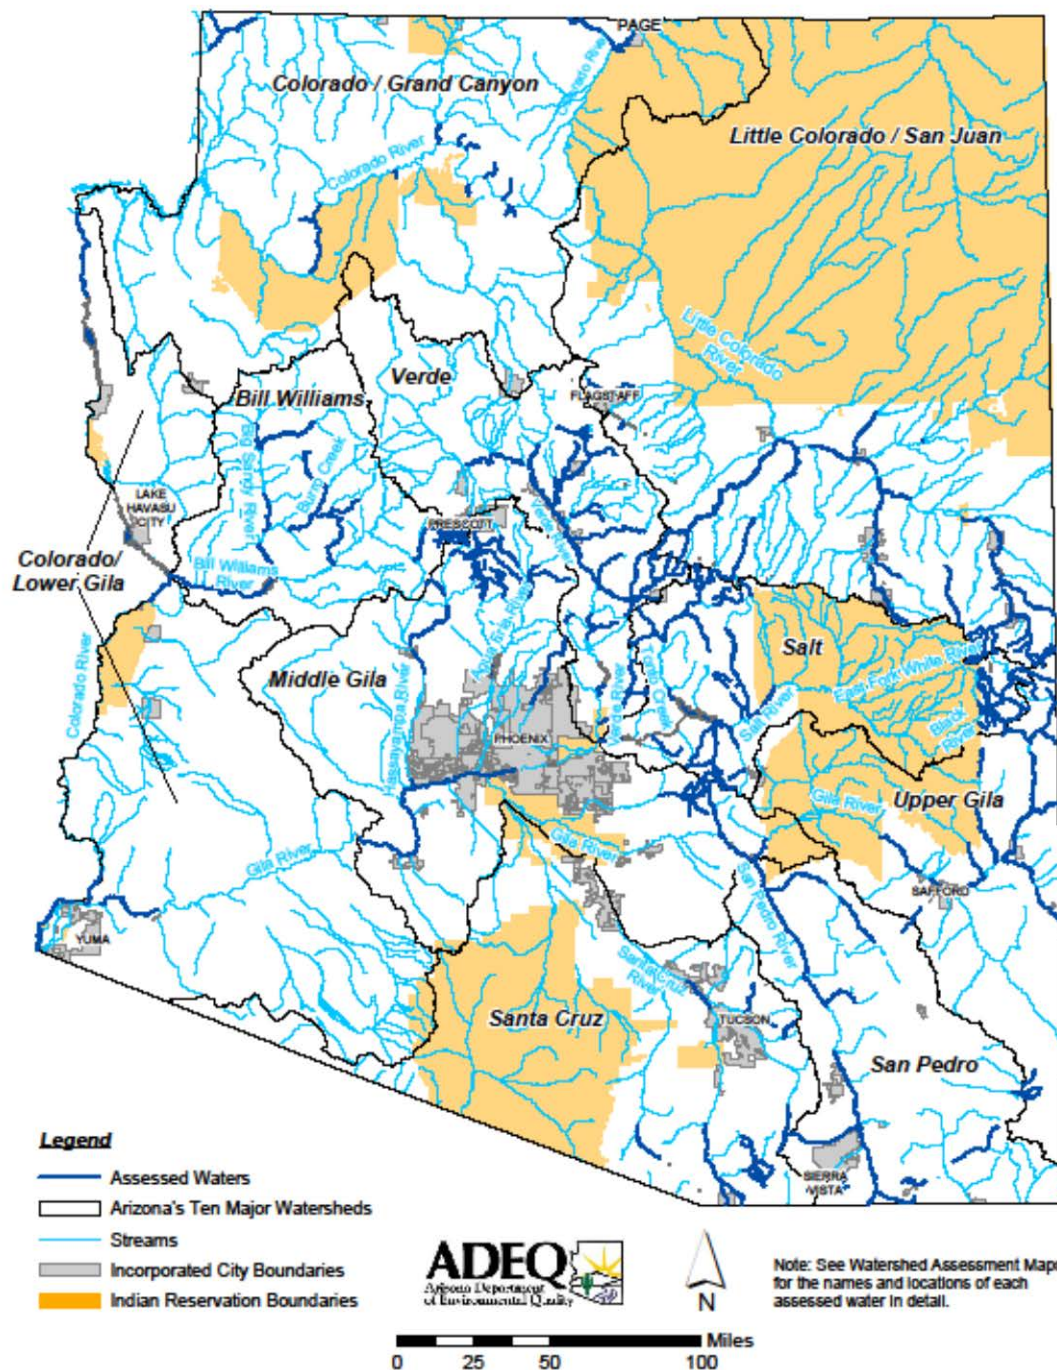 PAGE
Colorado / Grand Canyon
Colorado River
Little Colorado / San Juan
Colorado River
Little Colorado
River
Verde
Bill Williams
FLAGSTAFF
Big Sandy River
Burro Creek
LAKE
HAVASU
CITY
PRESCOTT
Verde River
Colorado/
Lower Gila
Bill Williams
River
Agua Fria River
Salt
East Fork White River
Colorado River
Middle Gila
Hassayampa River
Verde River
Tonto Creek
Salt River
Black
River
PHOENIX
Upper Gila
Gila River
Gila River
Gila River
San Pedro River
SAFFORD
YUMA
Santa Cruz
River
Santa Cruz
TUCSON
San Pedro
SIERRA
VISTA
Legend
Assessed Waters
Arizona's Ten Major Watersheds
Streams
Incorporated City Boundaries
Indian Reservation Boundaries
ADEQ
Arizona Department
of Environmental Quality
N
Note: See Watershed Assessment Maps
for the names and locations of each
assessed water in detail.
Miles
0 25 50 100